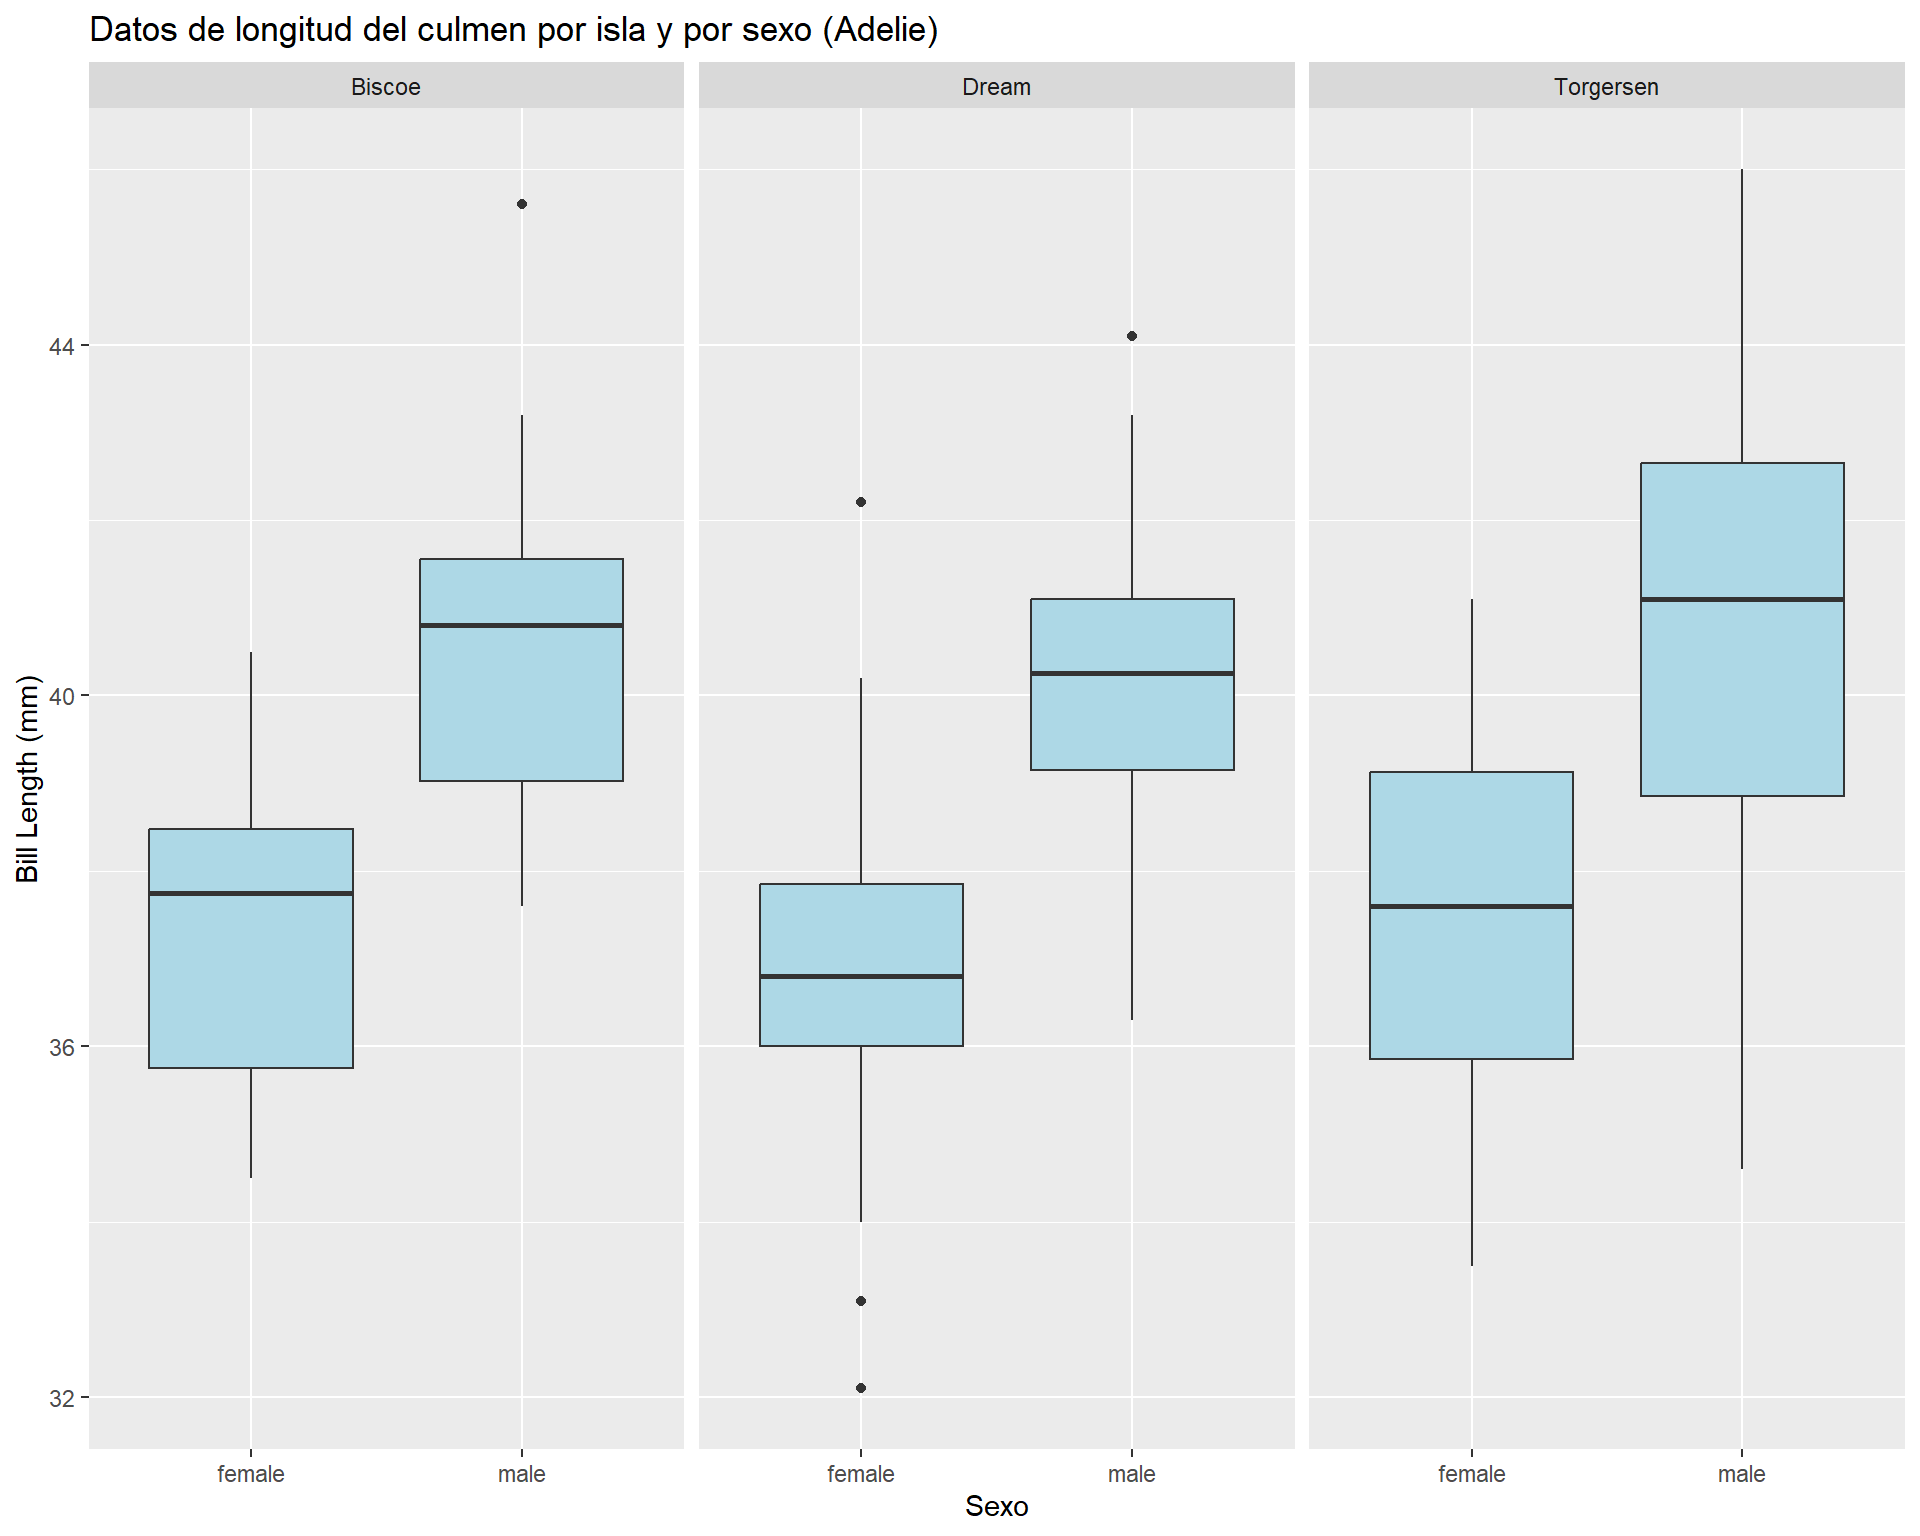 Datos de longitud del culmen por isla y por sexo (Adelie)
Biscoe Dream Torgersen
Bill Length (mm)
44
40
36
32
female male female male female male
Sexo